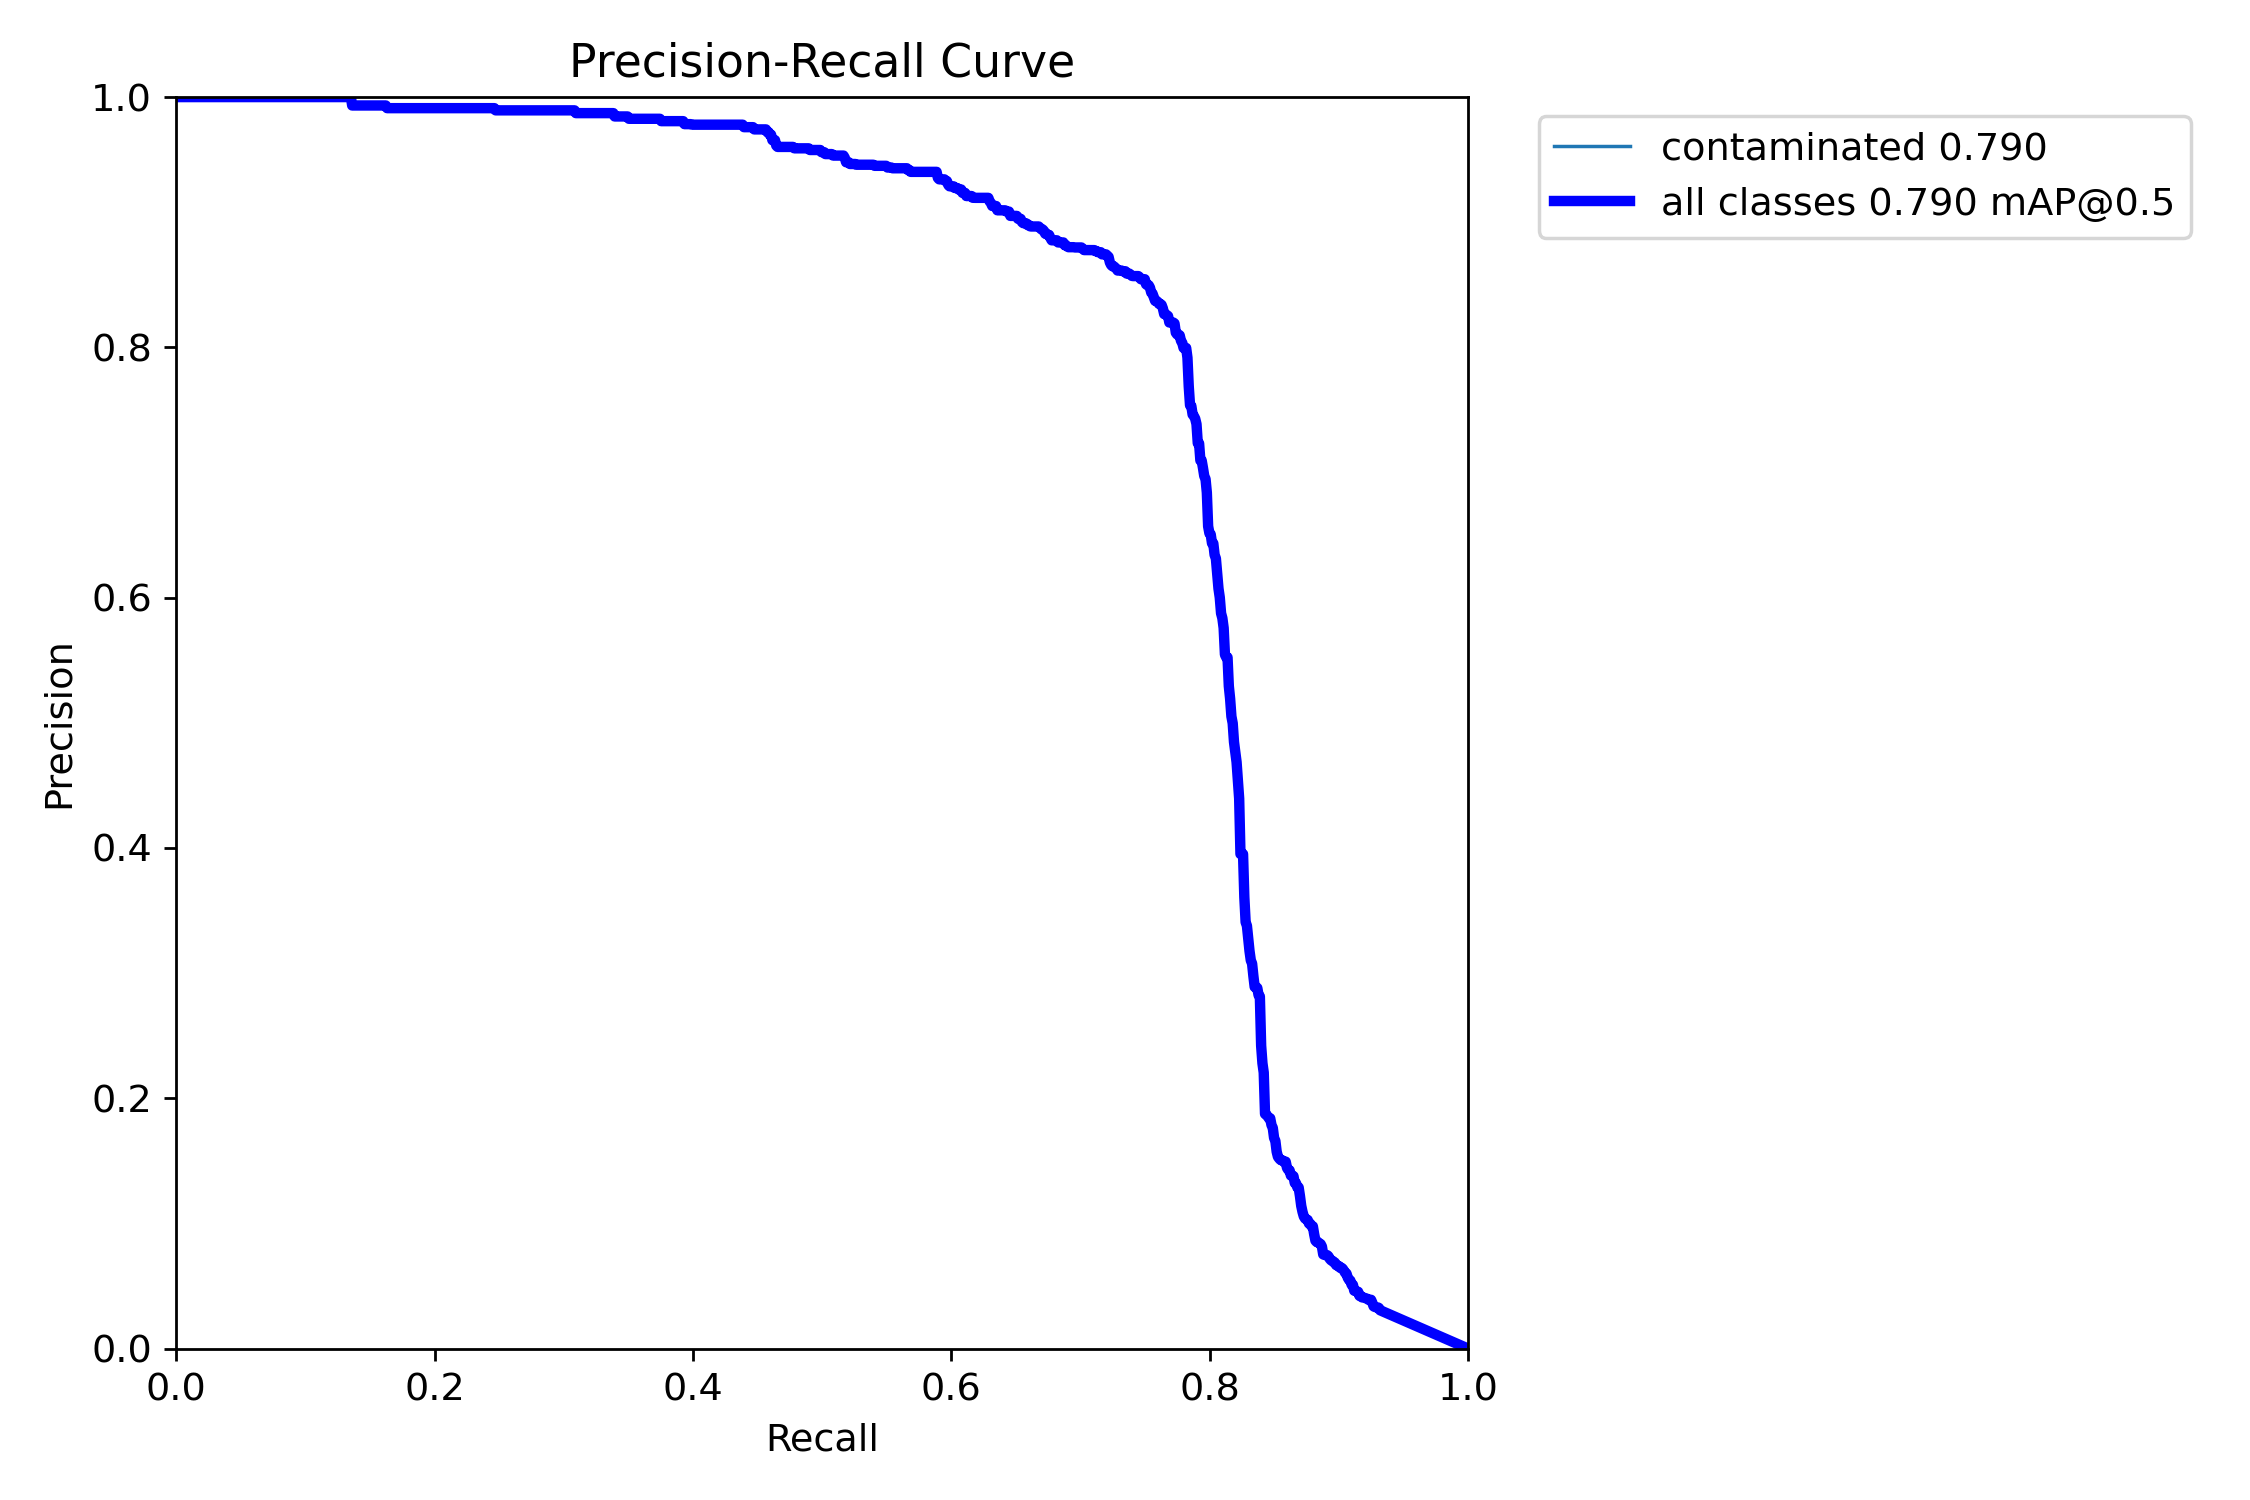 Precision-Recall Curve
1.0
0.8
0.6
0.4
0.2
0.0
Precision
0.0 0.2 0.4 0.6 0.8 1.0
Recall
contaminated 0.790
all classes 0.790 mAP@0.5